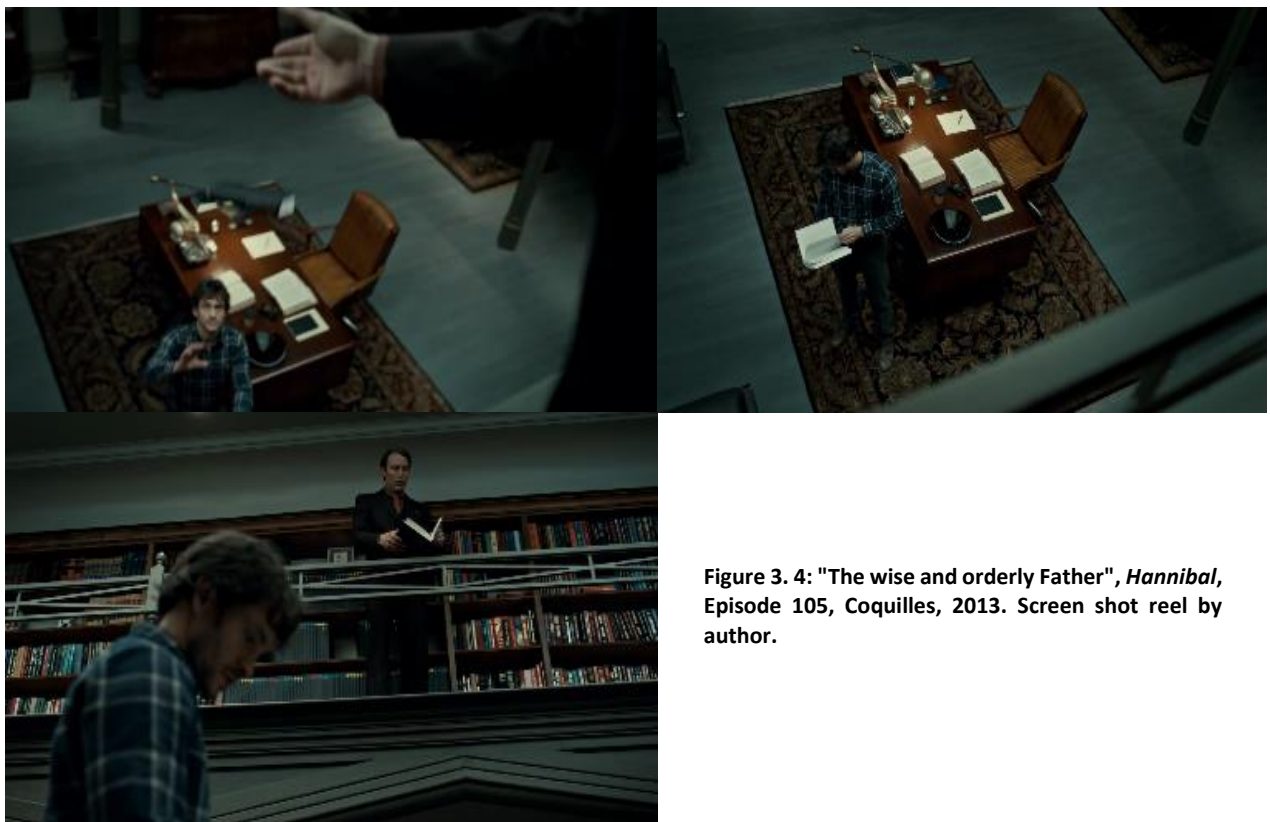 Figure 3. 4: "The wise and orderly Father", Hannibal,
Episode 105, Coquilles, 2013. Screen shot reel by
author.